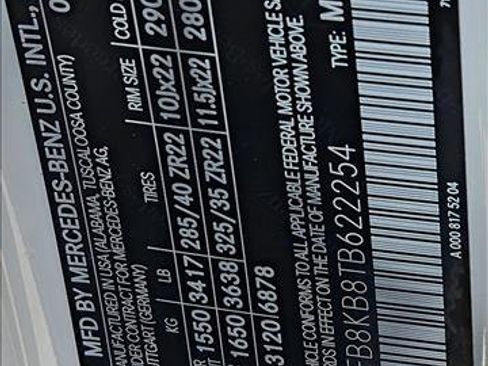 MFD BY MERCEDES-BENZ U.S. INTL.,
MANUFACTURED IN USA (ALABAMA, TUSCALOOSA COUNTY)
UNDER CONTRACT FOR MERCEDES-BENZ AG,
STUTTGART (GERMANY)
KG LB TIRES RIM SIZE COLD
1550 3417 285/40 ZR22 10Jx22 290
1650 3638 325/35 ZR22 11.5Jx22 280
3120 6878
VEHICLE CONFORMS TO ALL APPLICABLE FEDERAL MOTOR VEHICLE S
RDS IN EFFECT ON THE DATE OF MANUFACTURE SHOWN ABOVE.
FB8KB8TB622254 TYPE: M
A 000 817 52 04